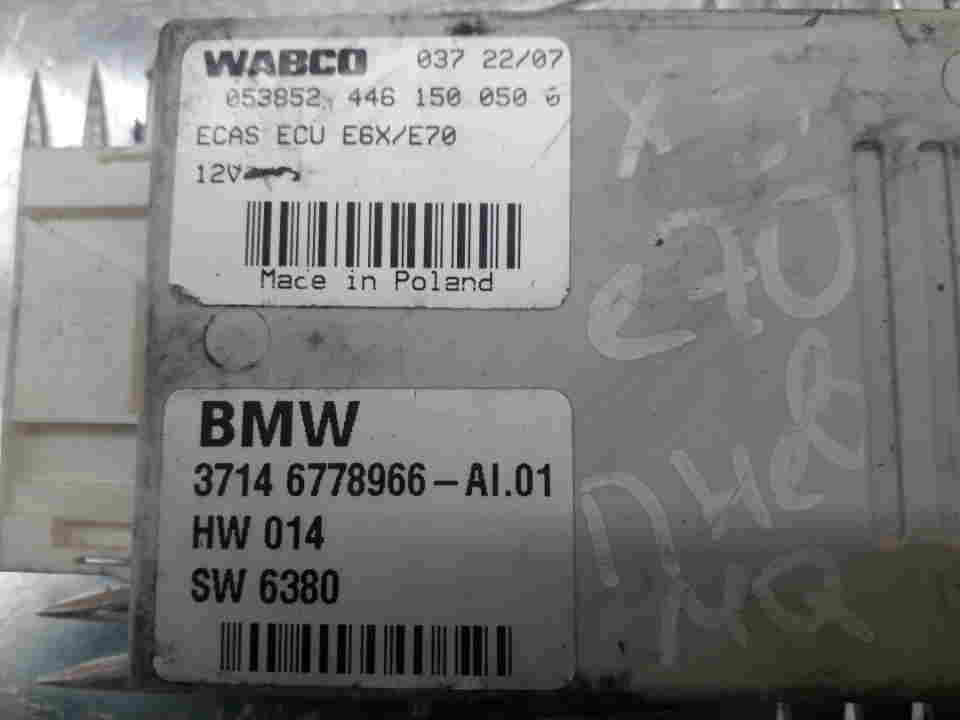 WABCO 037 22/07
053852 446 150 050 6
ECAS ECU E6X/E70
12V
Made in Poland
BMW
3714 6778966-AI.01
HW 014
SW 6380
E70